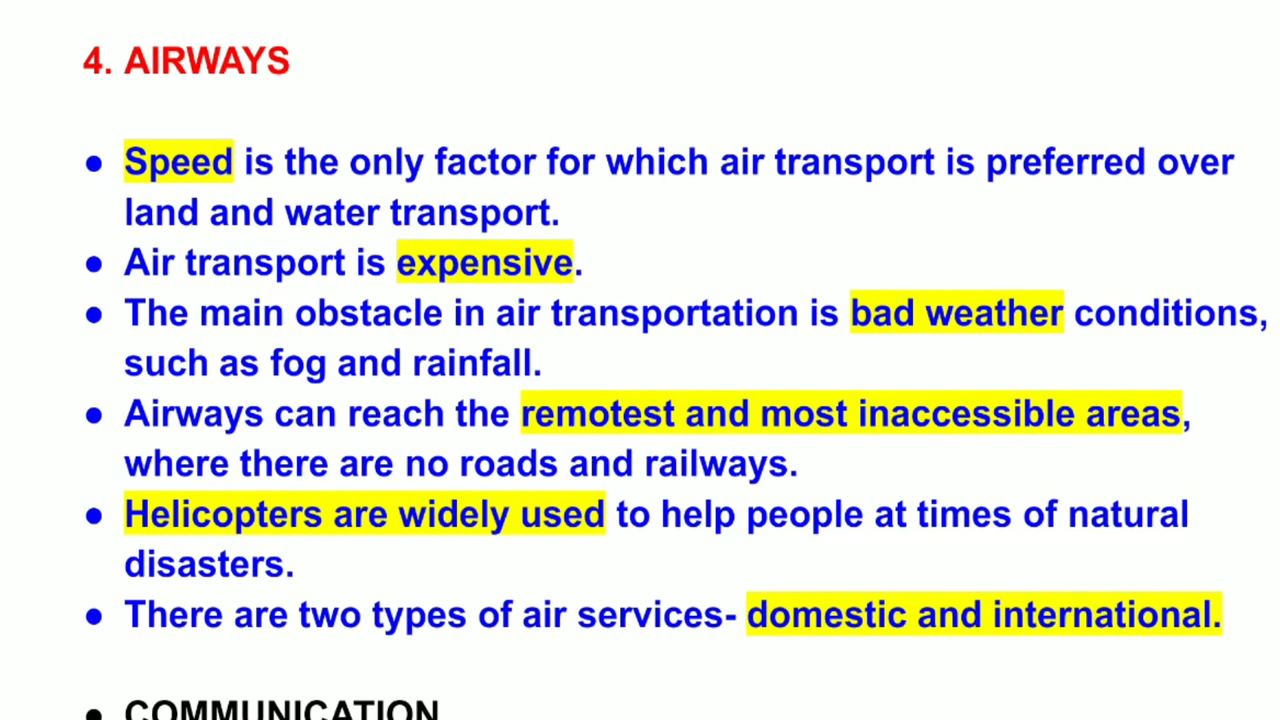 4. AIRWAYS
● Speed is the only factor for which air transport is preferred over
land and water transport.
● Air transport is expensive.
● The main obstacle in air transportation is bad weather conditions,
such as fog and rainfall.
● Airways can reach the remotest and most inaccessible areas,
where there are no roads and railways.
● Helicopters are widely used to help people at times of natural
disasters.
● There are two types of air services- domestic and international.
● COMMUNICATION